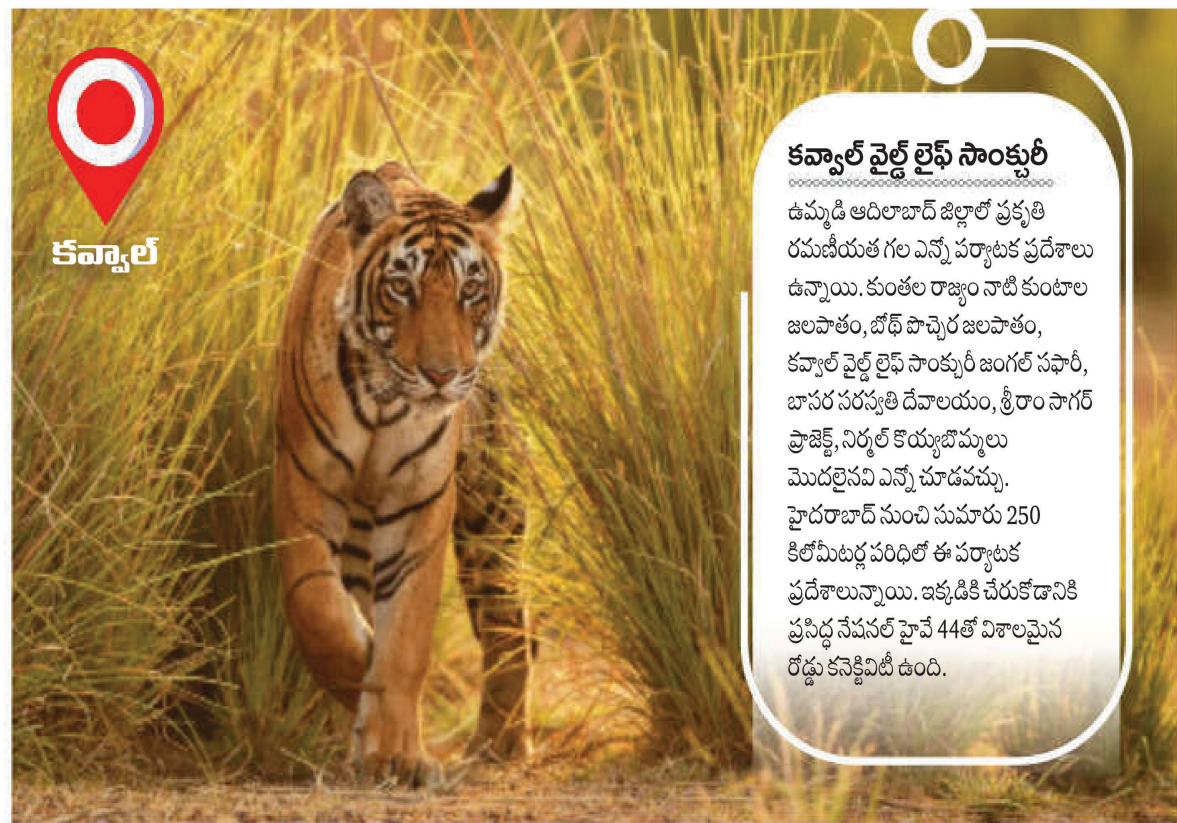 కవ్వాల్
కవ్వాల్ వైల్డ్ లైఫ్ సాంక్చురీ
ఉమ్మడి ఆదిలాబాద్ జిల్లాలో ప్రకృతి
రమణీయత గల ఎన్నో పర్యాటక ప్రదేశాలు
ఉన్నాయి. కుంతల రాజ్యం నాటి కుంటాల
జలపాతం, బోథ్ పొచ్చెర జలపాతం,
కవ్వాల్ వైల్డ్ లైఫ్ సాంక్చురీ జంగల్ సఫారీ,
బాసర సరస్వతి దేవాలయం, శ్రీరాం సాగర్
ప్రాజెక్ట్, నిర్మల్ కొయ్యబొమ్మలు
మొదలైనవి ఎన్నో చూడవచ్చు.
హైదరాబాద్ నుంచి సుమారు 250
కిలోమీటర్ల పరిధిలో ఈ పర్యాటక
ప్రదేశాలున్నాయి. ఇక్కడికి చేరుకోడానికి
ప్రసిద్ధ నేషనల్ హైవే 44తో విశాలమైన
రోడ్డు కనెక్టివిటీ ఉంది.